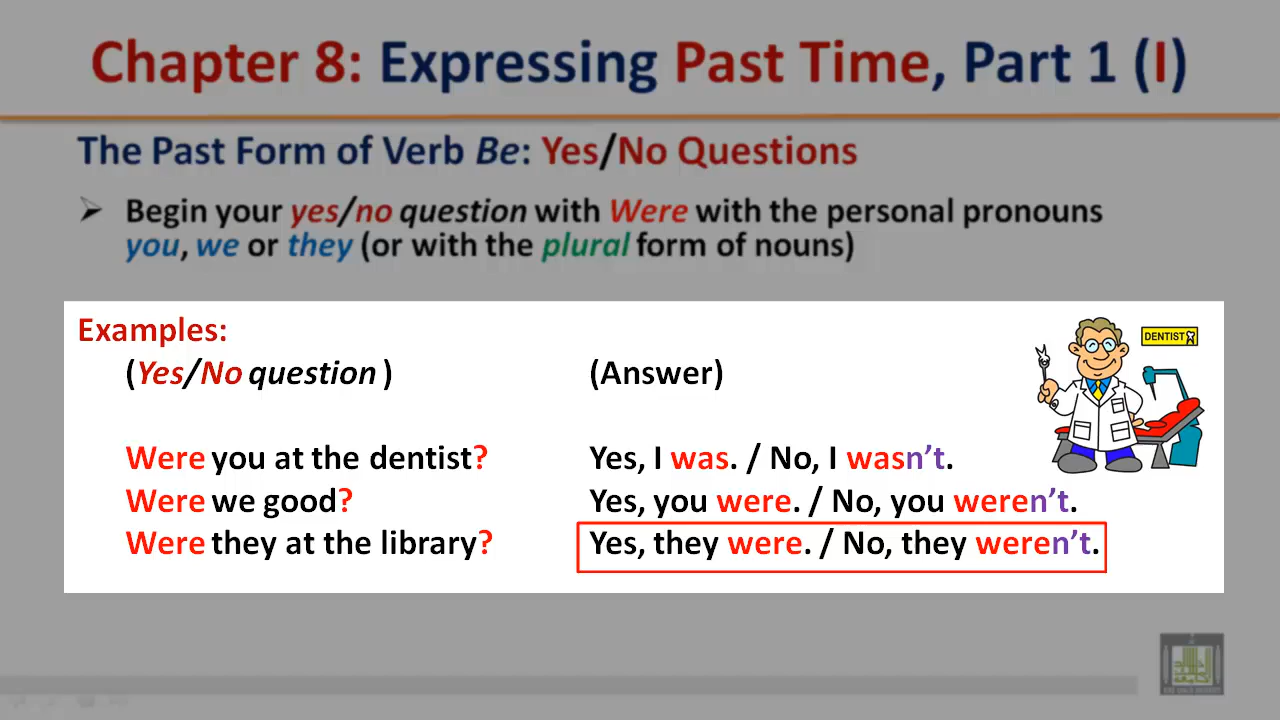 Chapter 8: Expressing Past Time, Part 1 (I)
The Past Form of Verb Be: Yes/No Questions
Begin your yes/no question with Were with the personal pronouns
you, we or they (or with the plural form of nouns)
Examples:
DENTIST
(Yes/No question ) (Answer)
Were you at the dentist? Yes, I was. / No, I wasn’t.
Were we good? Yes, you were. / No, you weren’t.
Were they at the library? Yes, they were. / No, they weren’t.